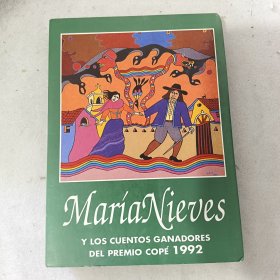 MaríaNieves
Y LOS CUENTOS GANADORES
DEL PREMIO COPÉ 1992